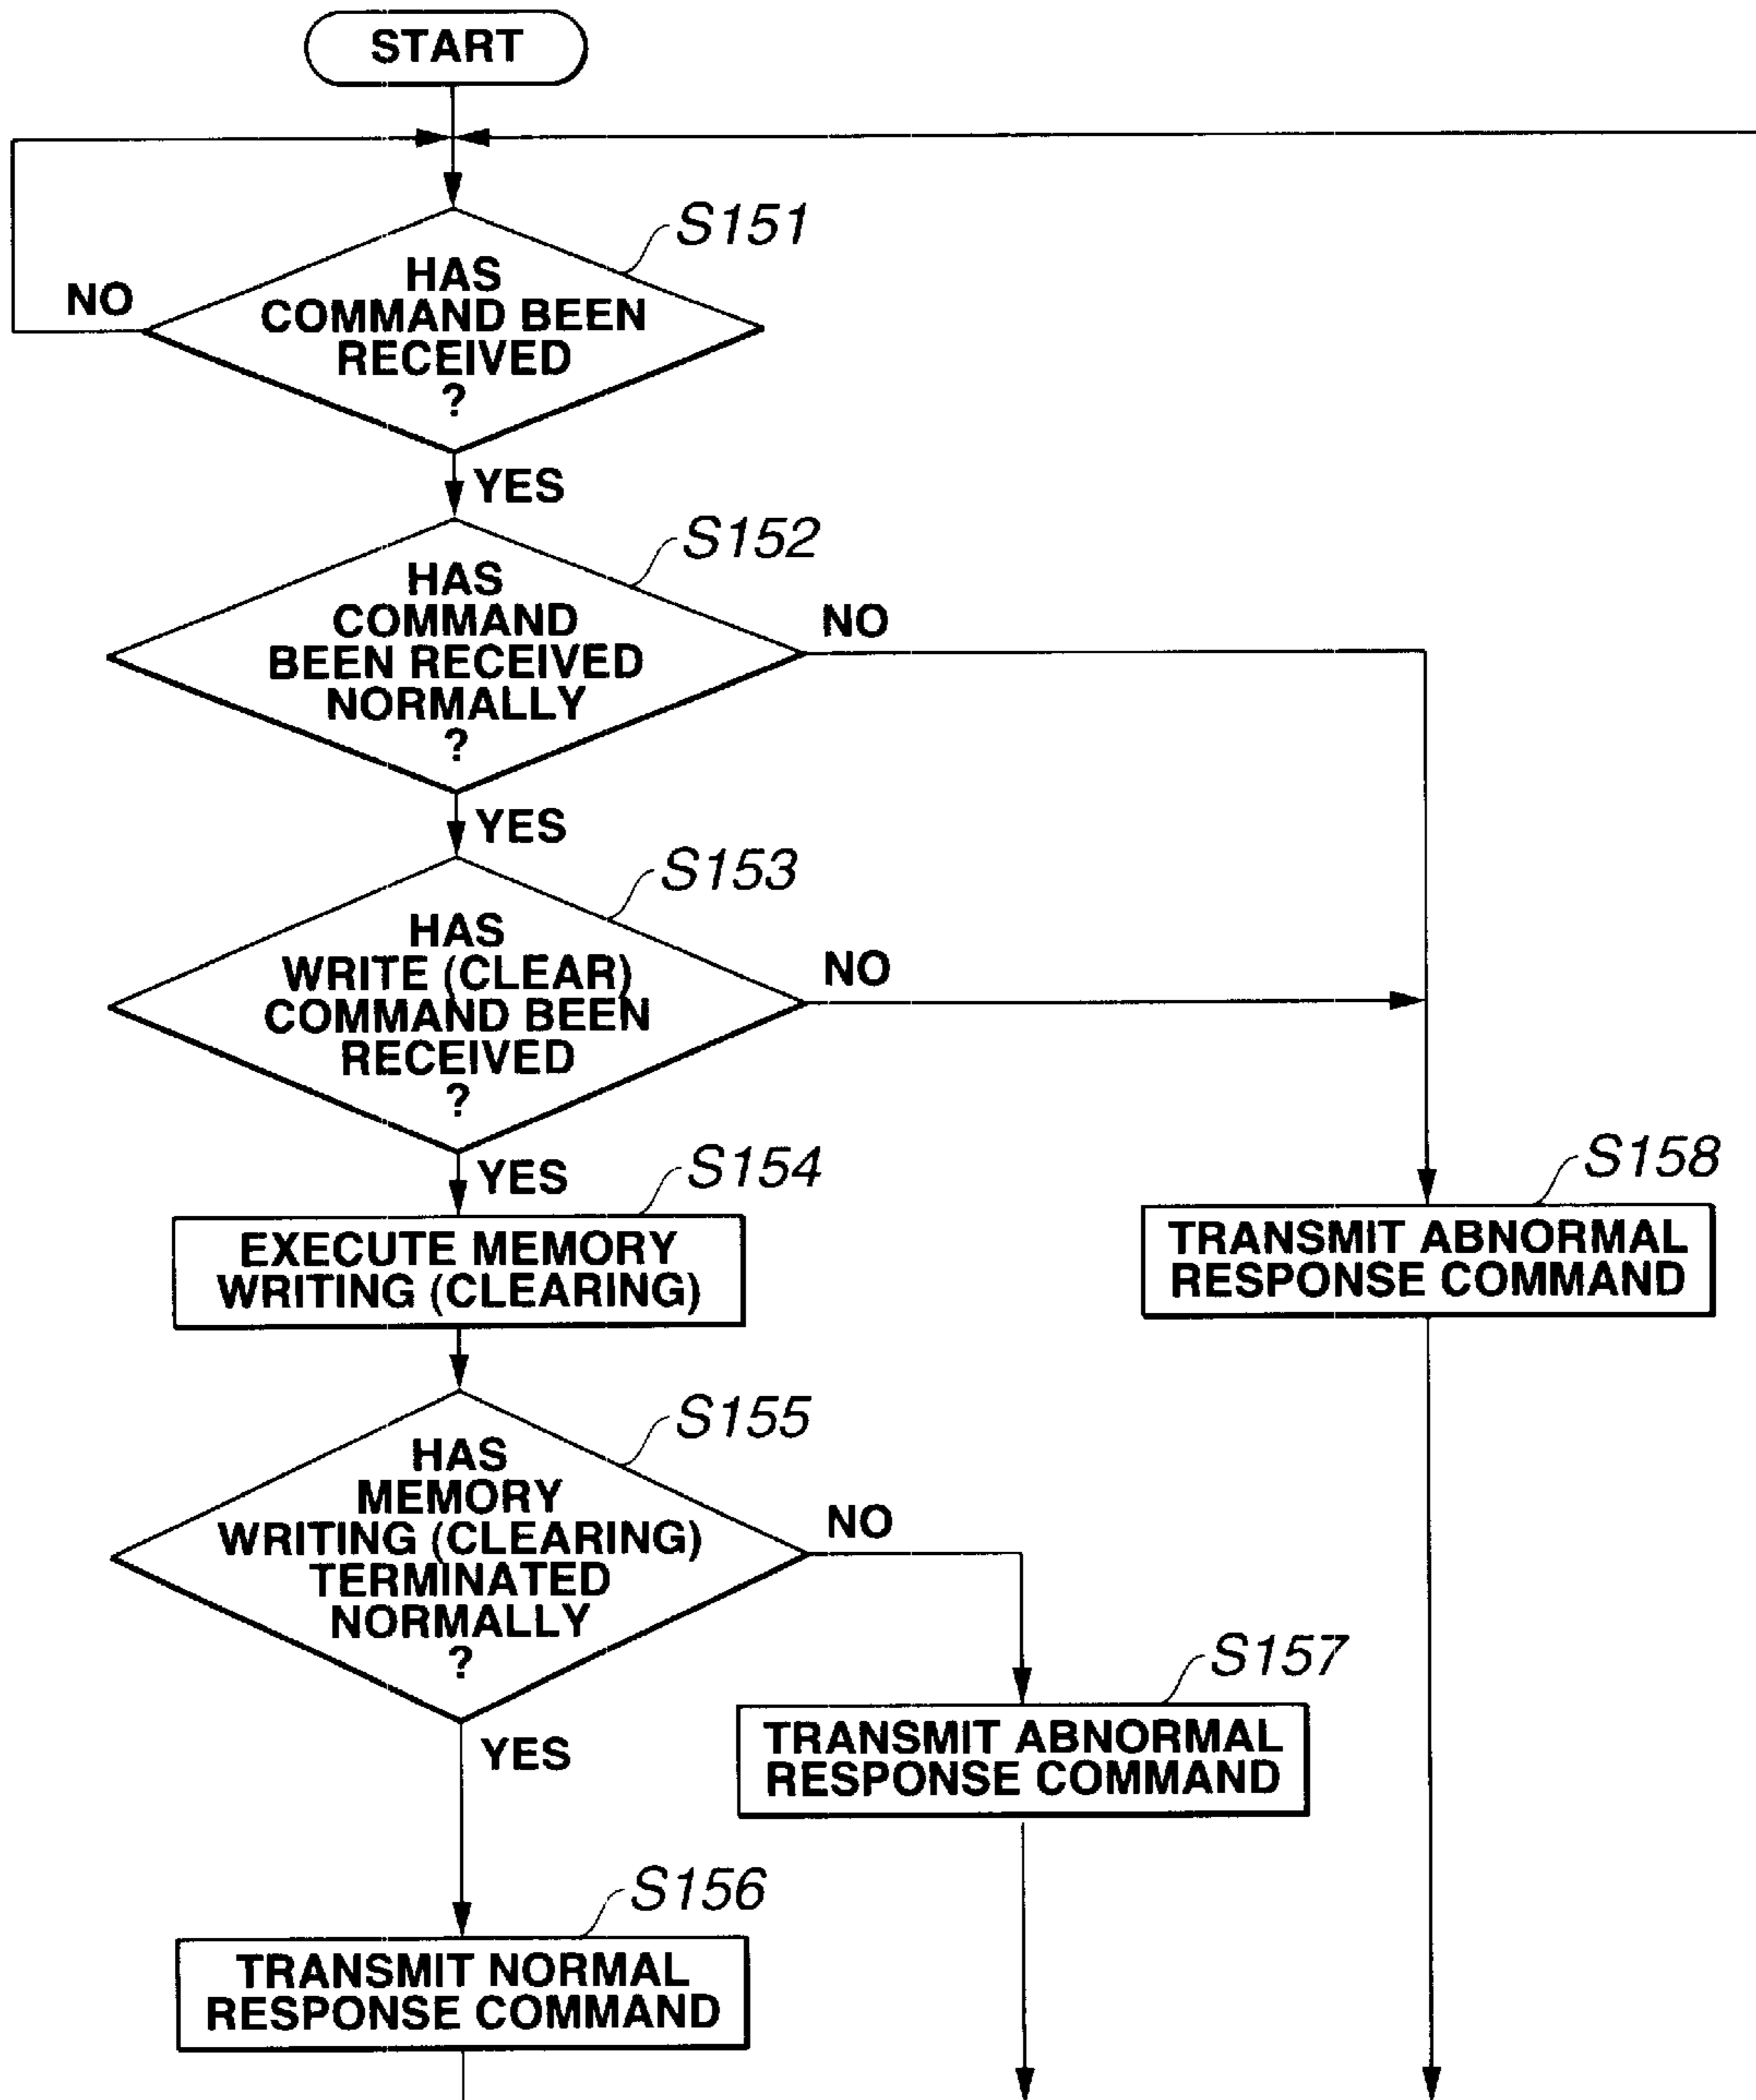 START
S151
HAS
COMMAND BEEN
RECEIVED
?
NO
YES
S152
HAS
COMMAND
BEEN RECEIVED
NORMALLY
?
NO
YES
S153
HAS
WRITE (CLEAR)
COMMAND BEEN
RECEIVED
?
NO
YES
S154
EXECUTE MEMORY
WRITING (CLEARING)
S158
TRANSMIT ABNORMAL
RESPONSE COMMAND
S155
HAS
MEMORY
WRITING (CLEARING)
TERMINATED
NORMALLY
?
NO
YES
S157
TRANSMIT ABNORMAL
RESPONSE COMMAND
S156
TRANSMIT NORMAL
RESPONSE COMMAND